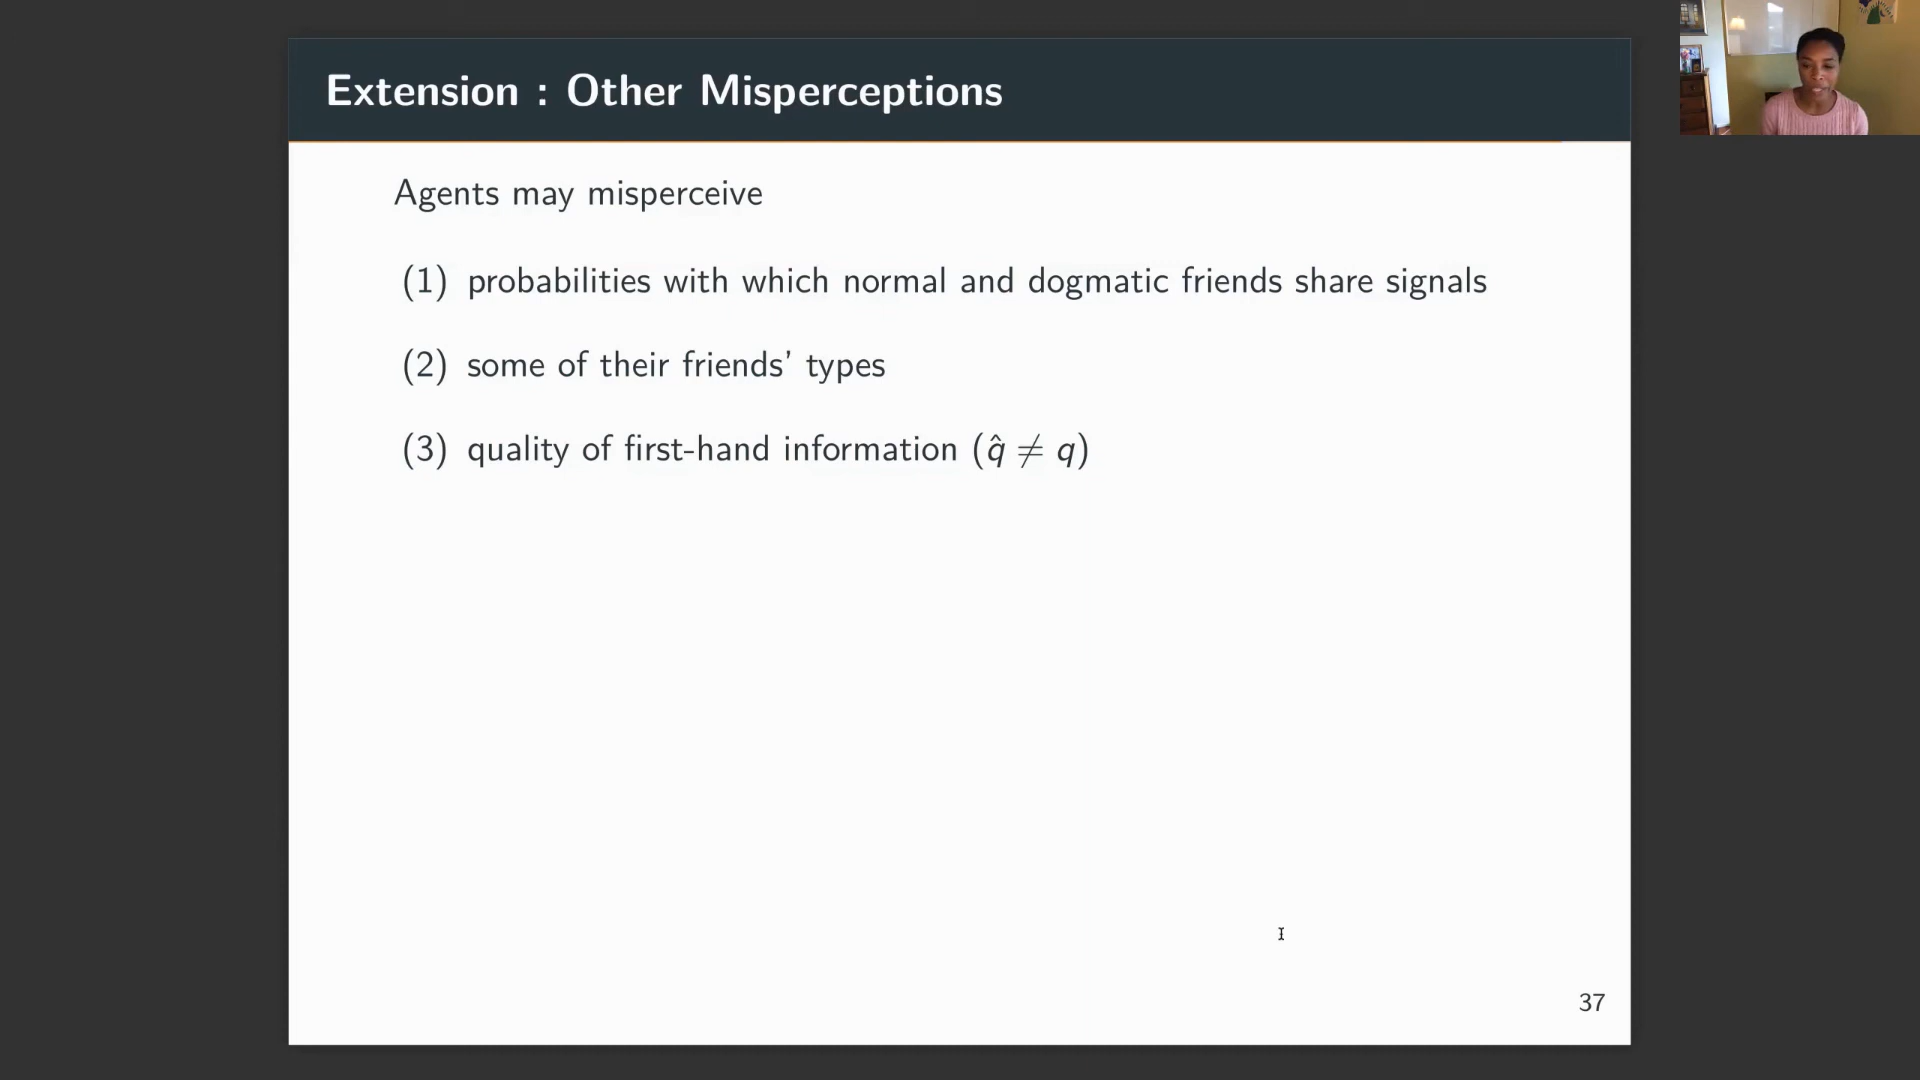 Extension : Other Misperceptions
Agents may misperceive
(1) probabilities with which normal and dogmatic friends share signals
(2) some of their friends' types
(3) quality of first-hand information (q̂ ≠ q)
37